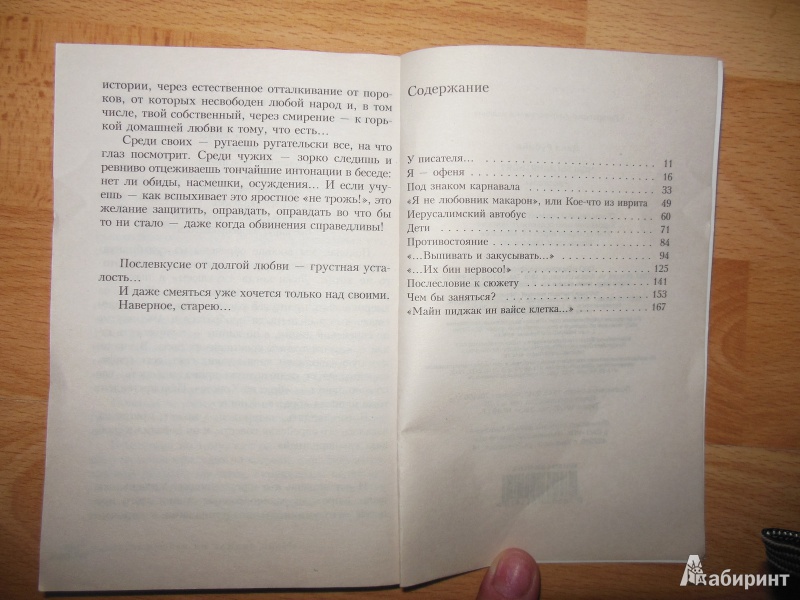 истории, через естественное отталкивание от поро-
ков, от которых несвободен любой народ и, в том
числе, твой собственный, через смирение — к горь-
кой домашней любви к тому, что есть…
Среди своих — ругаешь ругательски все, на что
глаз посмотрит. Среди чужих — зорко следишь и
ревниво отцеживаешь тончайшие интонации в беседе:
нет ли обиды, насмешки, осуждения… И если учу-
ешь — как вспыхивает это яростное «не трожь!», это
желание защитить, оправдать, оправдать во что бы
то ни стало — даже когда обвинения справедливы!
Послевкусие от долгой любви — грустная уста-
лость…
И даже смеяться уже хочется только над своими.
Наверное, старею…
Содержание
У писателя… 11
Я — офеня 16
Под знаком карнавала 33
«Я не любовник макарон», или Кое-что из иврита 49
Иерусалимский автобус 60
Дети 71
Противостояние 84
«…Выпивать и закусывать…» 94
«…Их бин нервосо!» 125
Послесловие к сюжету 141
Чем бы заняться? 153
«Майн пиджак ин вайсе клетка…» 167
Лабиринт